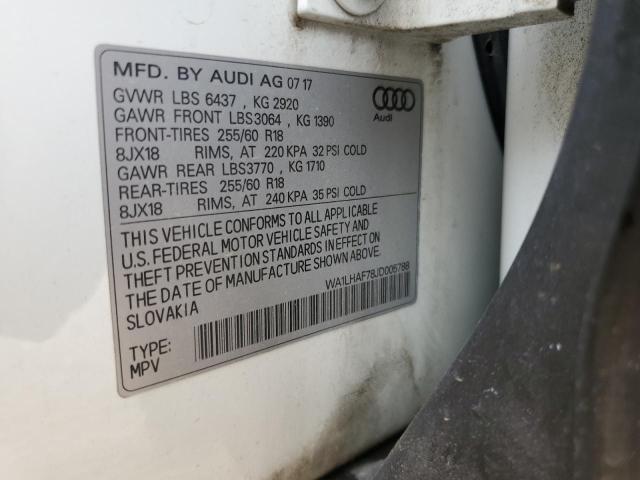 MFD. BY AUDI AG 07 17
GVWR LBS 6437 , KG 2920
GAWR FRONT LBS3064 , KG 1390
FRONT-TIRES 255/60 R18
8JX18 RIMS, AT 220 KPA 32 PSI COLD
GAWR REAR LBS3770 , KG 1710
REAR-TIRES 255/60 R18
8JX18 RIMS, AT 240 KPA 35 PSI COLD
Audi
THIS VEHICLE CONFORMS TO ALL APPLICABLE
U.S. FEDERAL MOTOR VEHICLE SAFETY AND
THEFT PREVENTION STANDARDS IN EFFECT ON
THE DATE OF MANUFACTURE SHOWN ABOVE.
SLOVAKIA
WA1LHAF78JD005788
TYPE:
MPV